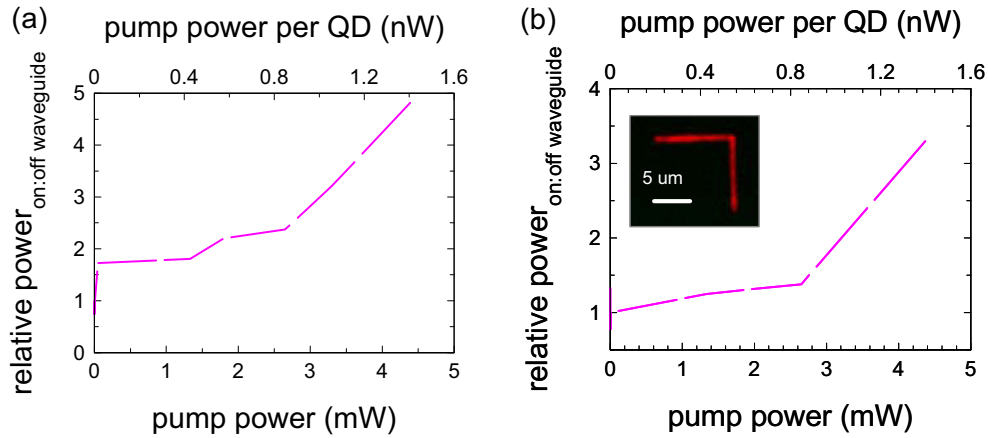 (a)
pump power per QD (nW)
0 0.4 0.8 1.2 1.6
relative power on:off waveguide
5
4
3
2
1
0
0 1 2 3 4 5
pump power (mW)
(b)
pump power per QD (nW)
0 0.4 0.8 1.2 1.6
relative power on:off waveguide
4
3
2
1
5 um
0 1 2 3 4 5
pump power (mW)